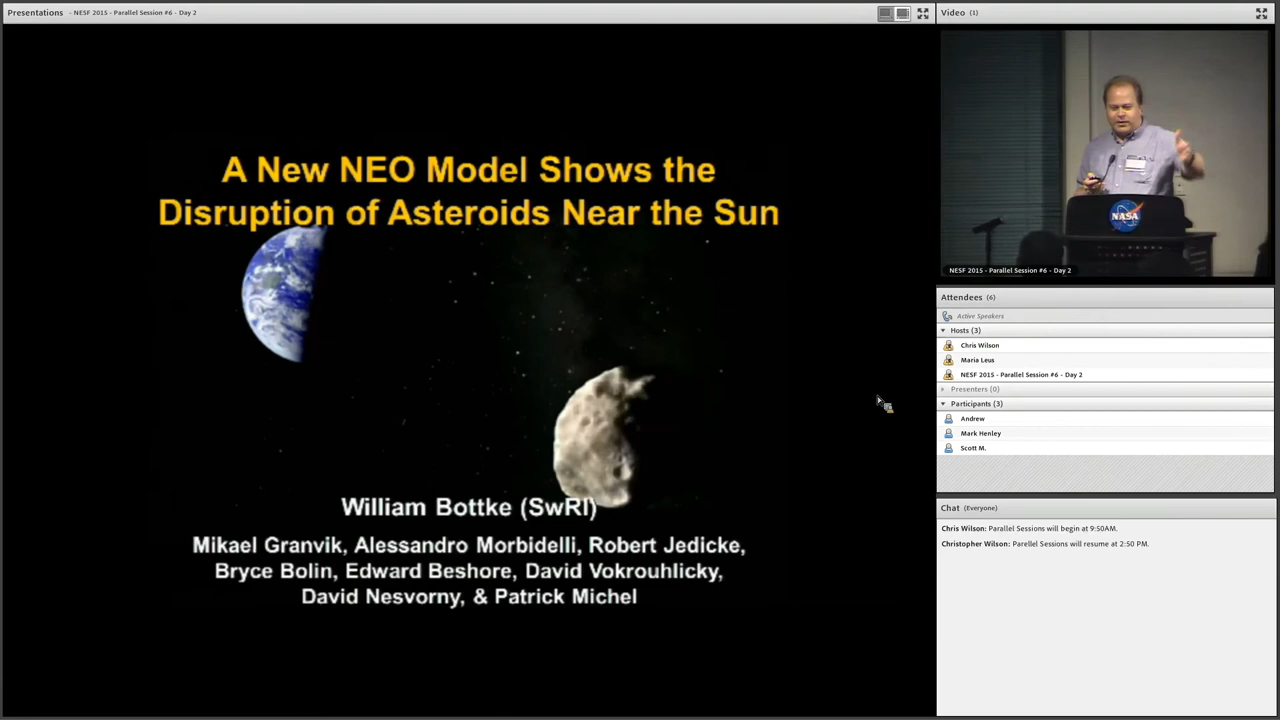 Presentations - NESF 2015 - Parallel Session #6 - Day 2
A New NEO Model Shows the
Disruption of Asteroids Near the Sun
William Bottke (SwRI)
Mikael Granvik, Alessandro Morbidelli, Robert Jedicke,
Bryce Bolin, Edward Beshore, David Vokrouhlicky,
David Nesvorny, & Patrick Michel
Video (1)
NASA
NESF 2015 - Parallel Session #6 - Day 2
Attendees (6)
Active Speakers
Hosts (3)
Chris Wilson
Maria Leus
NESF 2015 - Parallel Session #6 - Day 2
Presenters (0)
Participants (3)
Andrew
Mark Henley
Scott M.
Chat (Everyone)
Chris Wilson: Parallel Sessions will begin at 9:50AM.
Christopher Wilson: Parellel Sessions will resume at 2:50 PM.